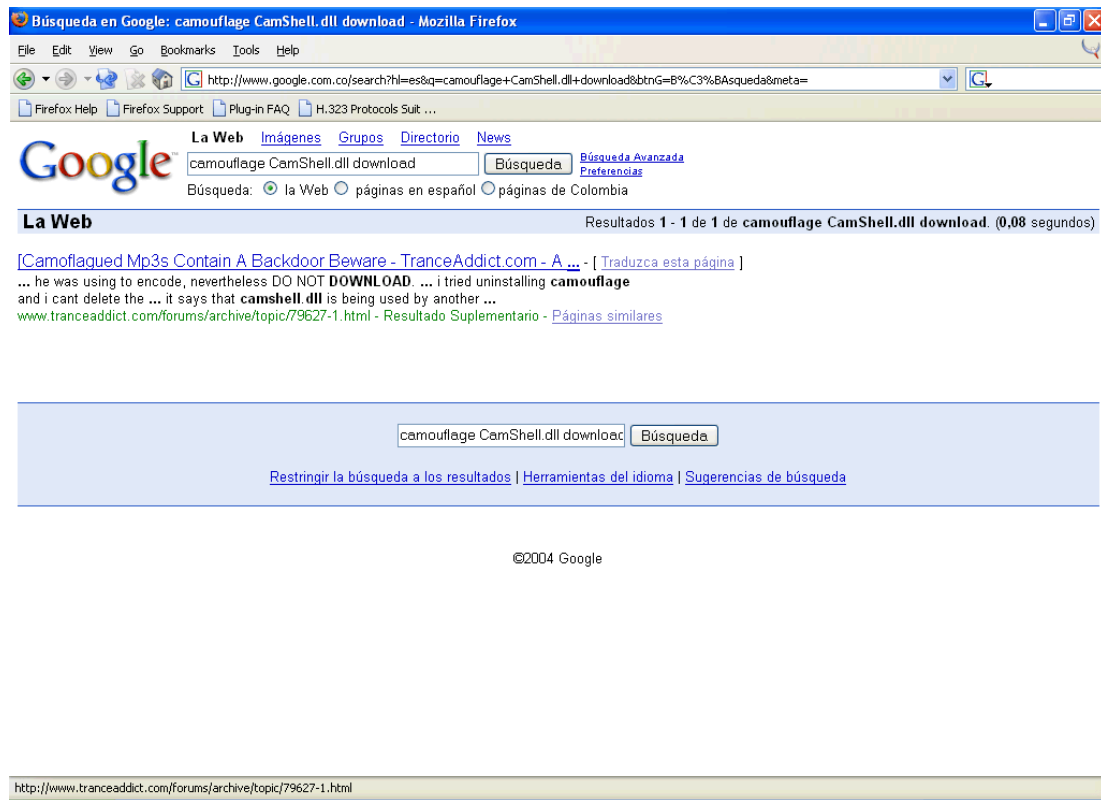 Búsqueda en Google: camouflage CamShell.dll download - Mozilla Firefox
File Edit View Go Bookmarks Tools Help
http://www.google.com.co/search?hl=es&q=camouflage+CamShell.dll+download&btnG=B%C3%BAsqueda&meta=
Firefox Help Firefox Support Plug-in FAQ H.323 Protocols Suit ...
Google™
La Web Imágenes Grupos Directorio News
camouflage CamShell.dll download Búsqueda Búsqueda Avanzada
Preferencias
Búsqueda: la Web páginas en español páginas de Colombia
La Web Resultados 1 - 1 de 1 de camouflage CamShell.dll download. (0,08 segundos)
[Camoflagued Mp3s Contain A Backdoor Beware - TranceAddict.com - A ... - [ Traduzca esta página ]
... he was using to encode, nevertheless DO NOT DOWNLOAD. ... i tried uninstalling camouflage
and i cant delete the ... it says that camshell.dll is being used by another ...
www.tranceaddict.com/forums/archive/topic/79627-1.html - Resultado Suplementario - Páginas similares
camouflage CamShell.dll download Búsqueda
Restringir la búsqueda a los resultados | Herramientas del idioma | Sugerencias de búsqueda
©2004 Google
http://www.tranceaddict.com/forums/archive/topic/79627-1.html